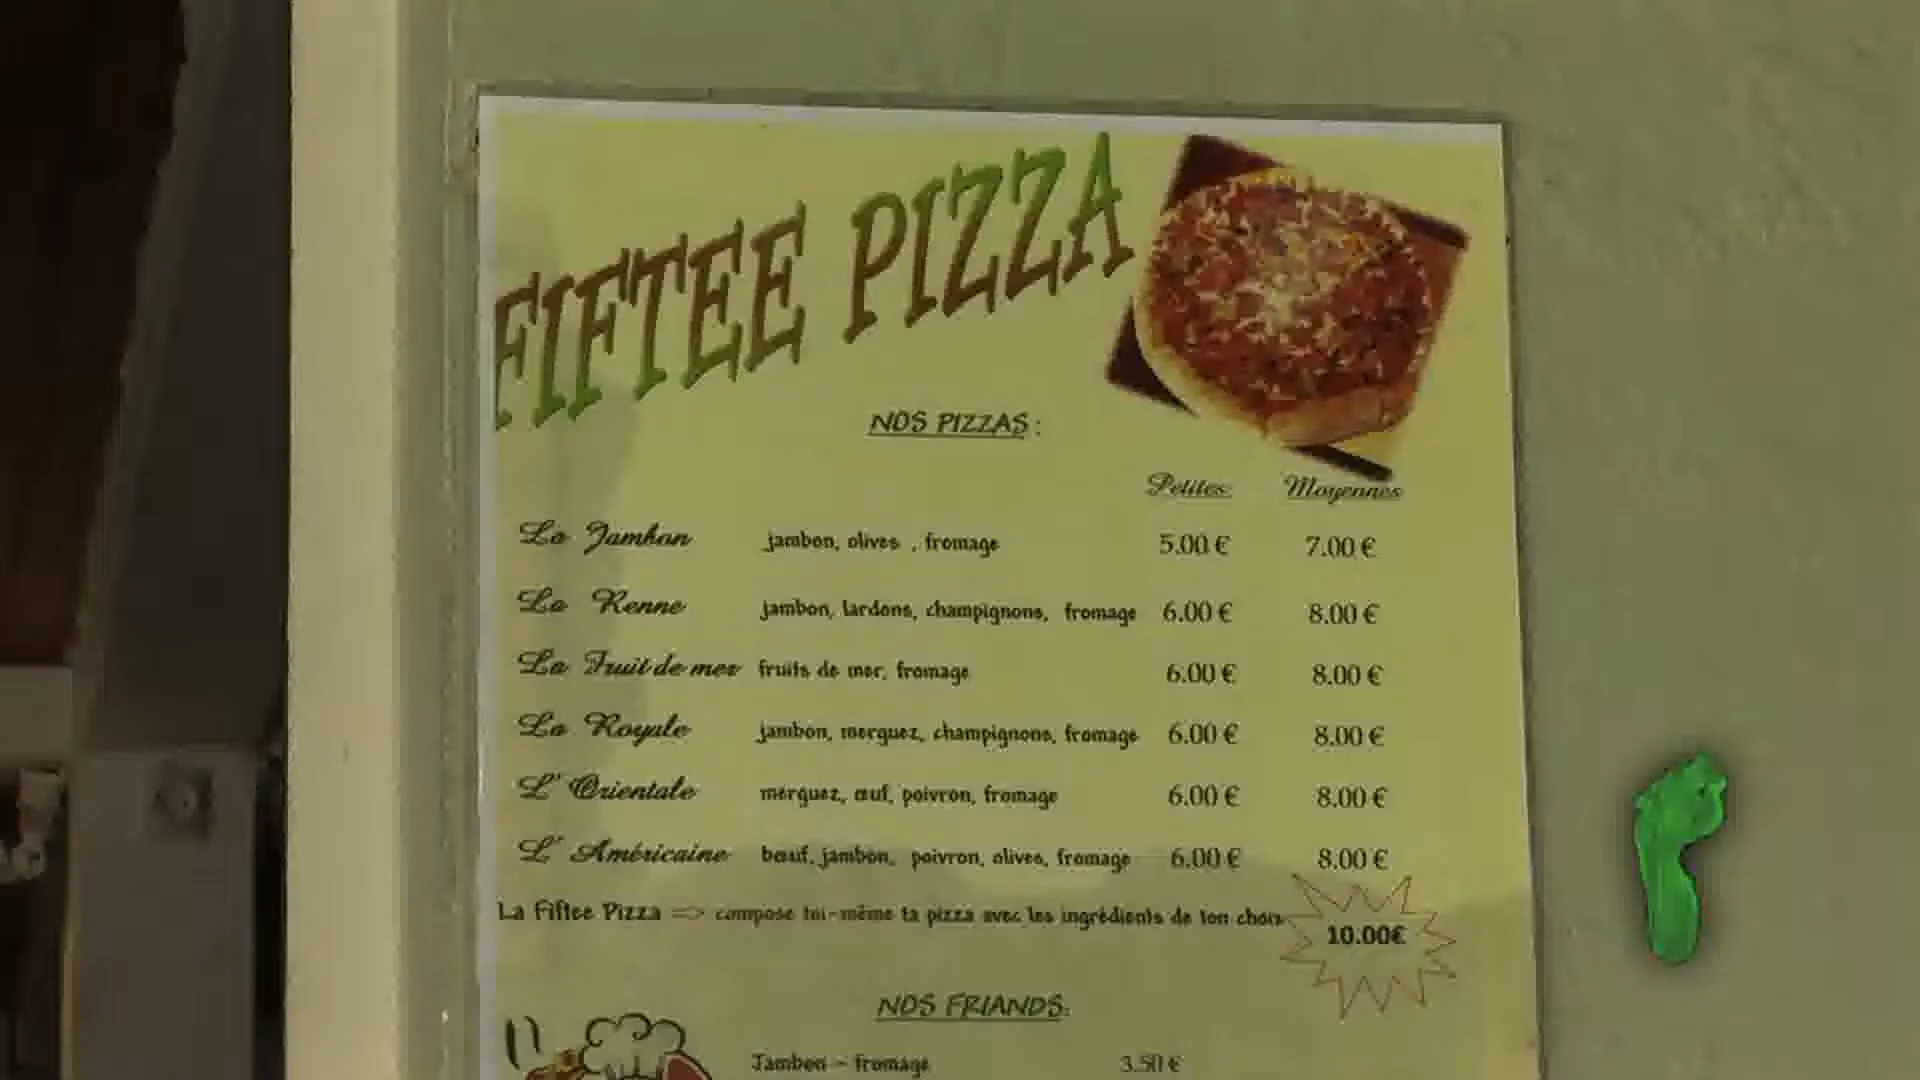 FIFTEE PIZZA
NOS PIZZAS :
Petites Moyennes
La Jambon jambon, olives , fromage 5.00 € 7.00 €
La Renne jambon, lardons, champignons, fromage 6.00 € 8.00 €
La Fruit de mer fruits de mer, fromage 6.00 € 8.00 €
La Royale jambon, merguez, champignons, fromage 6.00 € 8.00 €
L' Orientale merguez, œuf, poivron, fromage 6.00 € 8.00 €
L' Américaine bœuf, jambon, poivron, olives, fromage 6.00 € 8.00 €
La Fiftee Pizza => compose toi-même ta pizza avec les ingrédients de ton choix 10.00€
NOS FRIANDS:
Jambon – fromage 3.50 €